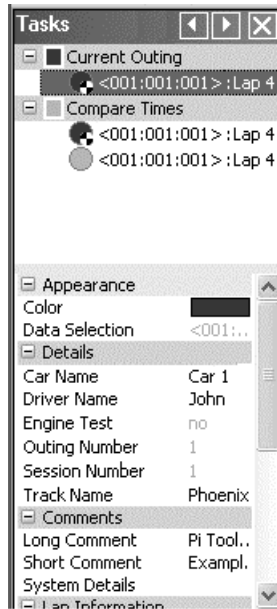 Tasks
Current Outing
<001:001:001> :Lap 4
Compare Times
<001:001:001> :Lap 4
<001:001:001> :Lap 4
Appearance
Color
Data Selection <001:..
Details
Car Name Car 1
Driver Name John
Engine Test no
Outing Number 1
Session Number 1
Track Name Phoenix
Comments
Long Comment Pi Tool..
Short Comment Exampl.
System Details
Lap Information